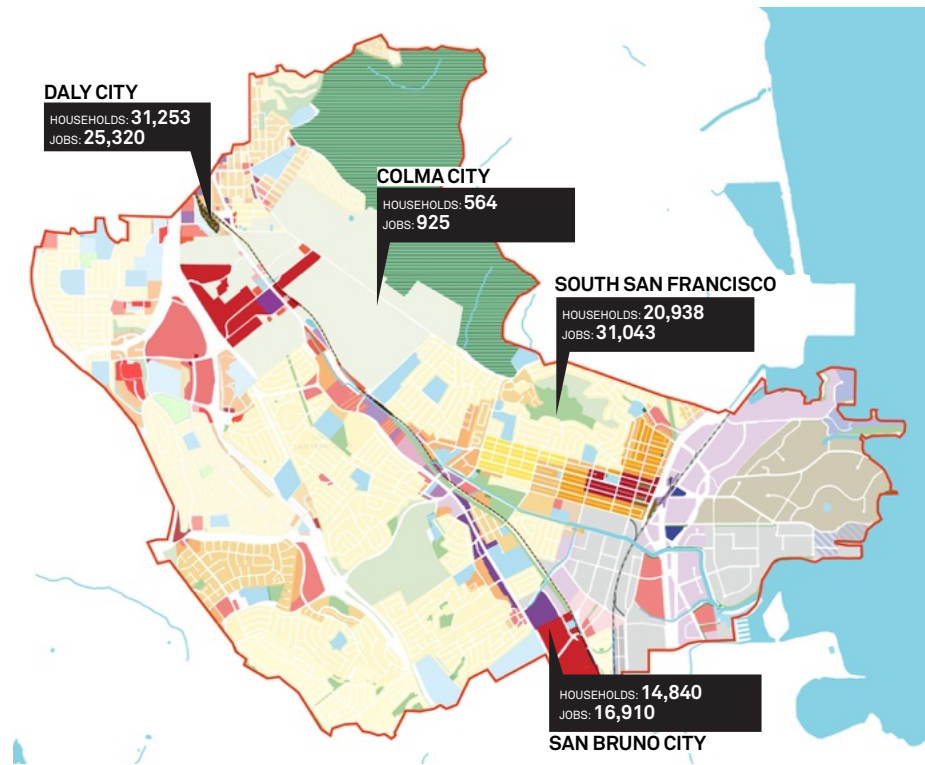 DALY CITY
HOUSEHOLDS: 31,253
JOBS: 25,320
COLMA CITY
HOUSEHOLDS: 564
JOBS: 925
SOUTH SAN FRANCISCO
HOUSEHOLDS: 20,938
JOBS: 31,043
HOUSEHOLDS: 14,840
JOBS: 16,910
SAN BRUNO CITY